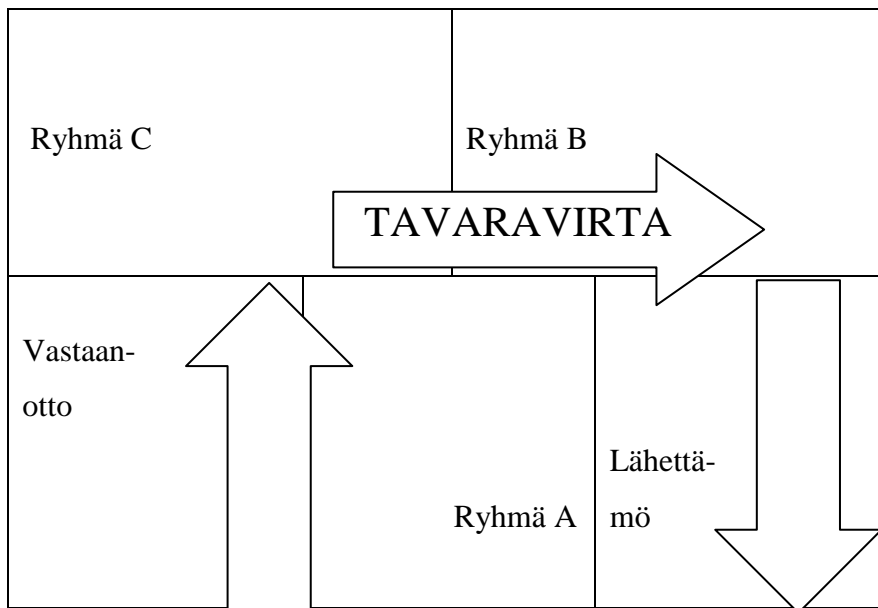 Ryhmä C
Ryhmä B
TAVARAVIRTA
Vastaan-
otto
Ryhmä A
Lähettä-
mö